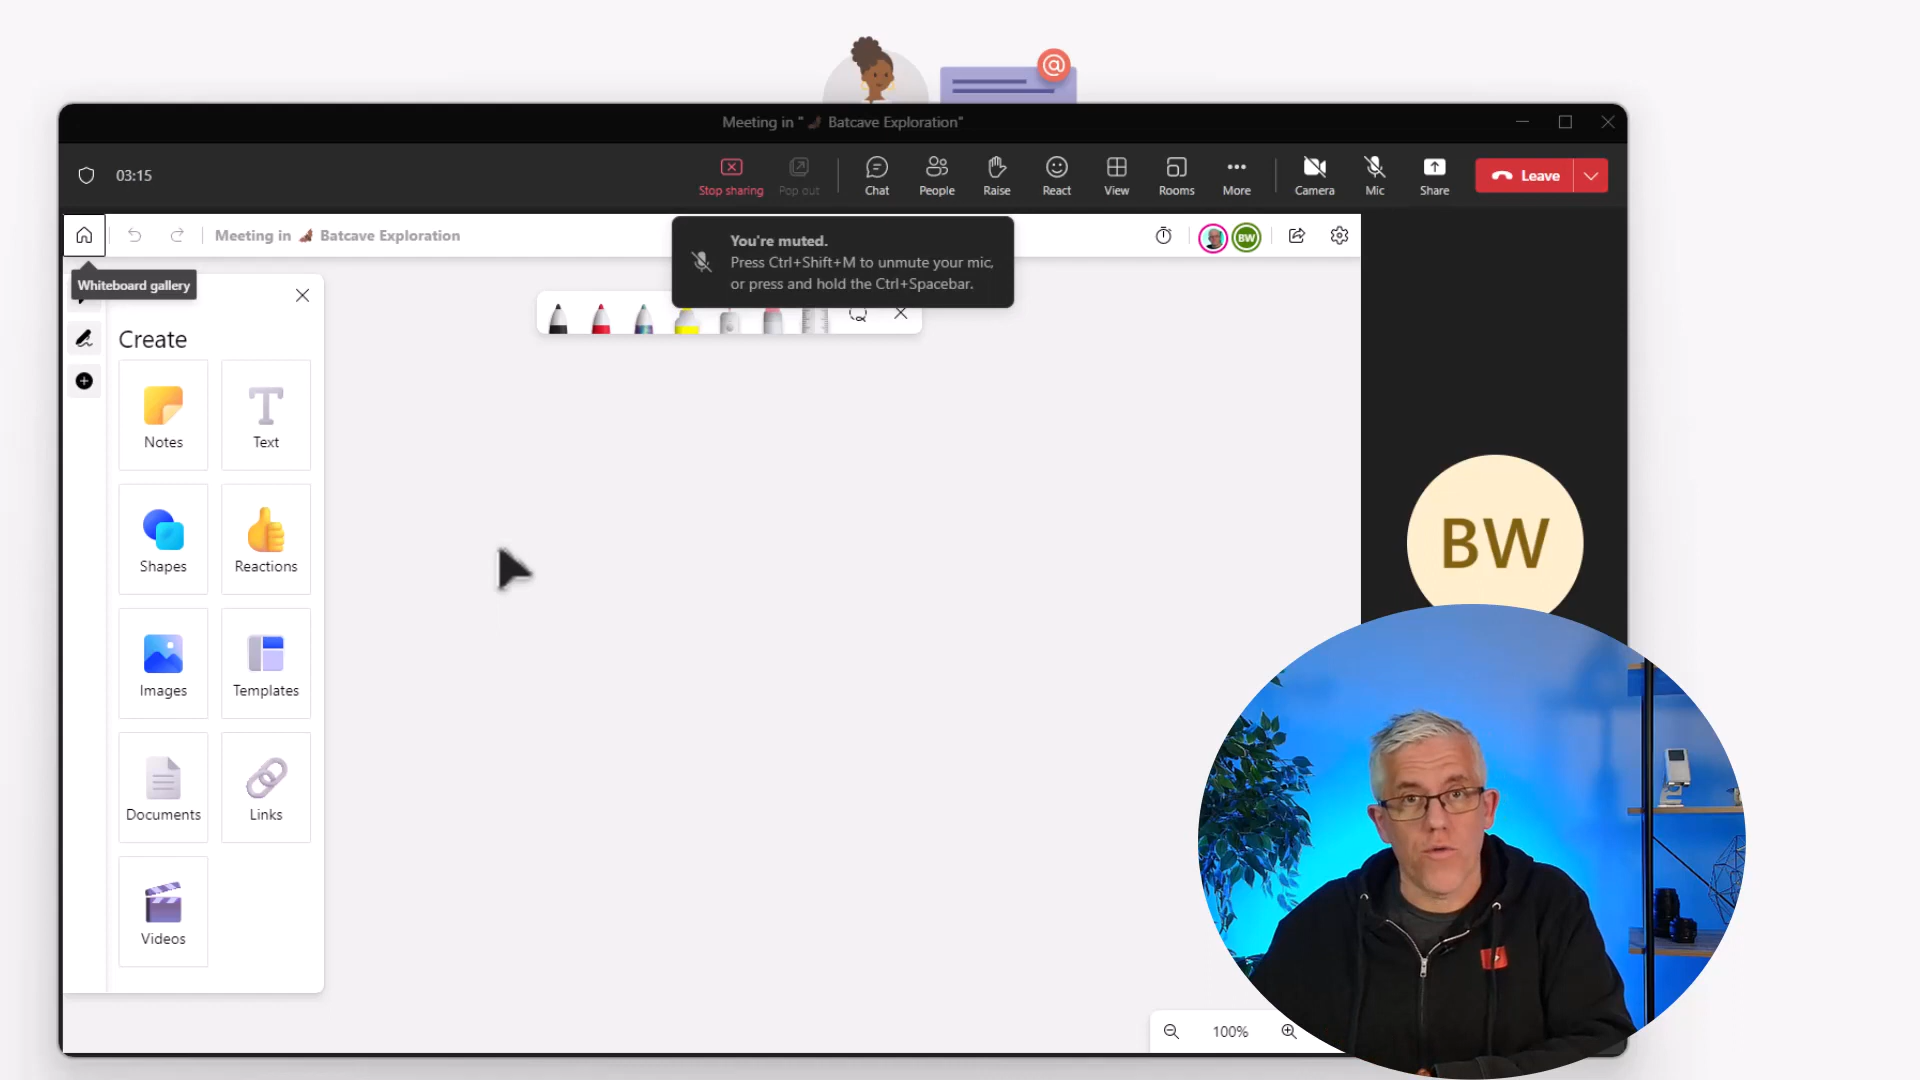 @
Meeting in " Batcave Exploration"
03:15
Stop sharing
Pop out
Chat
People
Raise
React
View
Rooms
More
Camera
Mic
Share
Leave
Meeting in Batcave Exploration
BW
You're muted.
Press Ctrl+Shift+M to unmute your mic,
or press and hold the Ctrl+Spacebar.
Whiteboard gallery
Create
Notes
Text
Shapes
Reactions
Images
Templates
Documents
Links
Videos
BW
100%